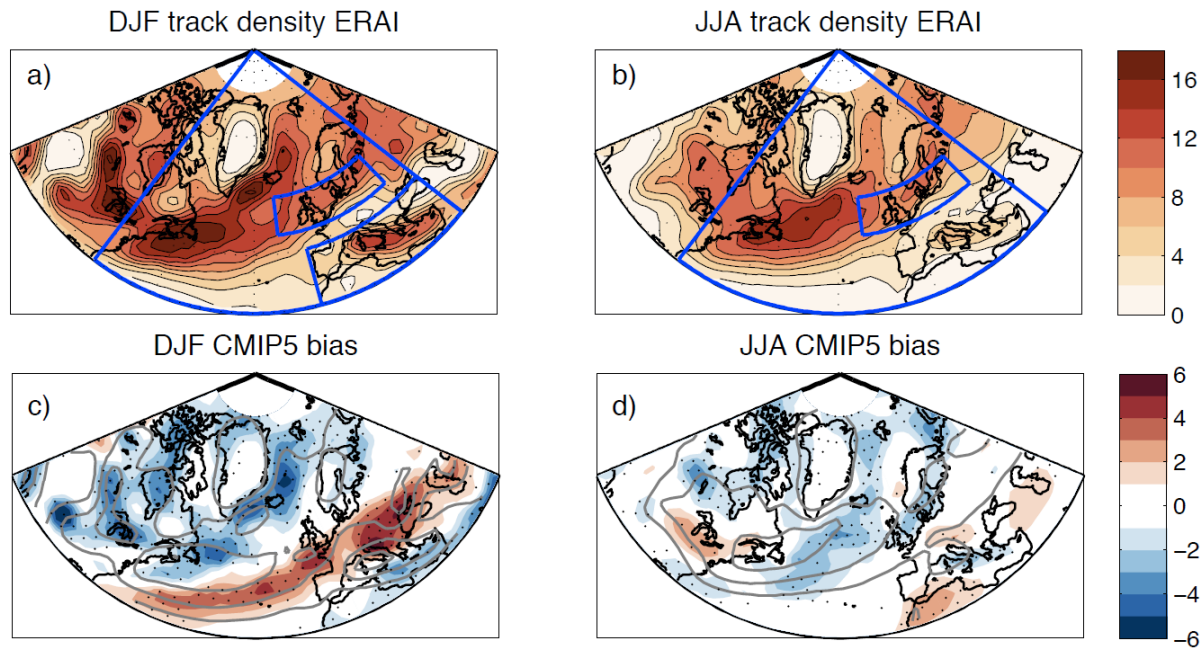 DJF track density ERAI
JJA track density ERAI
a)
b)
16
12
8
4
0
DJF CMIP5 bias
JJA CMIP5 bias
c)
d)
6
4
2
0
−2
−4
−6